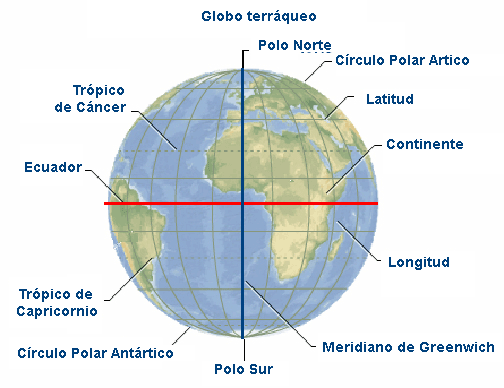 Globo terráqueo
Polo Norte
Círculo Polar Artico
Trópico
de Cáncer
Latitud
Continente
Ecuador
Longitud
Trópico de
Capricornio
Círculo Polar Antártico
Meridiano de Greenwich
Polo Sur